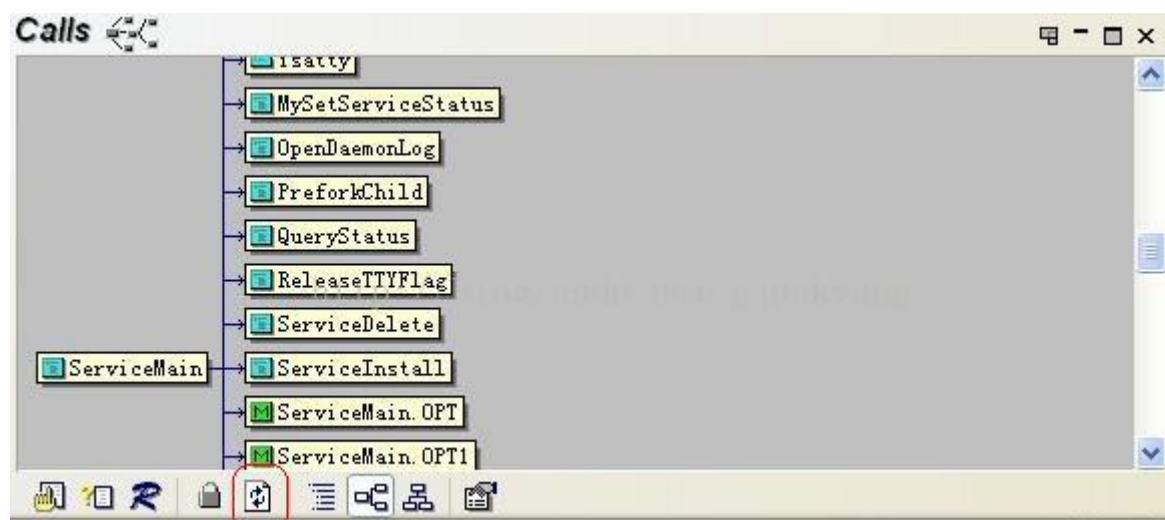 Calls
isatty
MySetServiceStatus
OpenDaemonLog
PreforkChild
QueryStatus
ReleaseTTYFlag
ServiceDelete
ServiceMain
ServiceInstall
ServiceMain.OPT
ServiceMain.OPT1